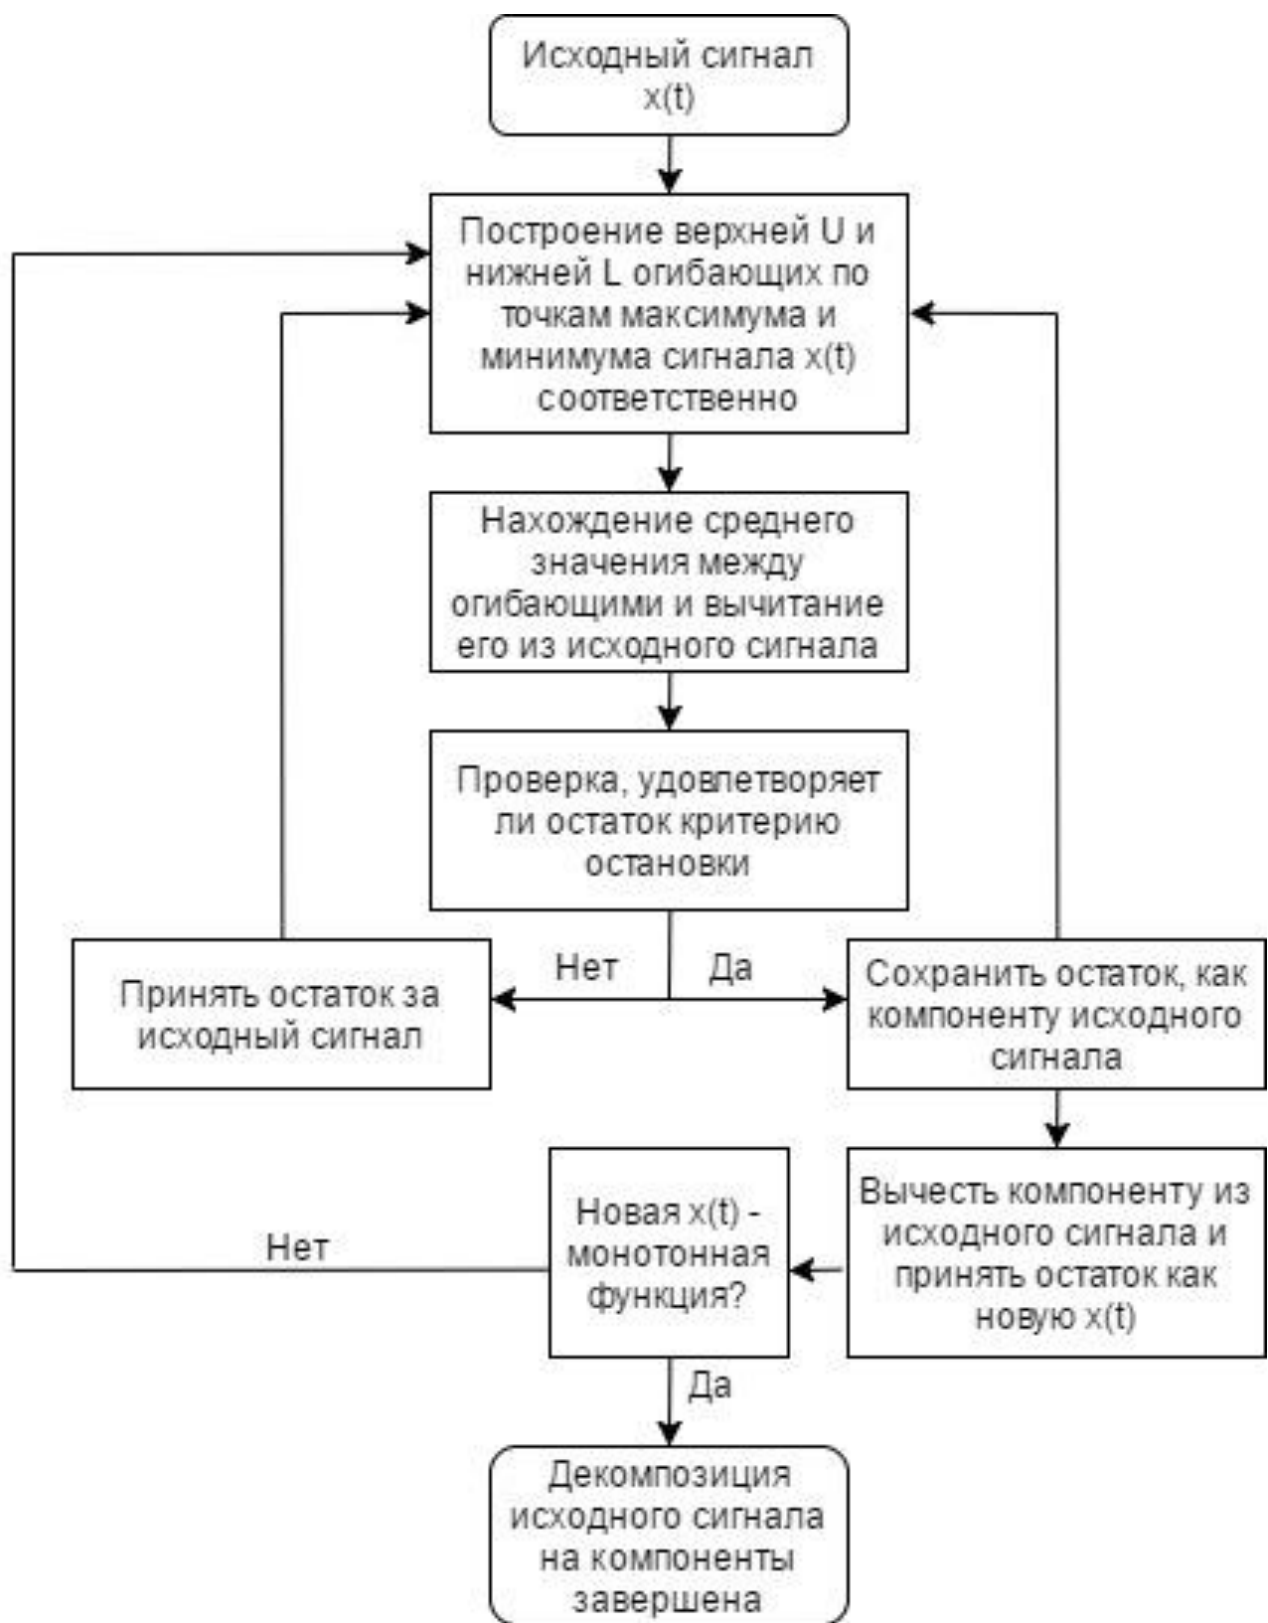 Исходный сигнал
x(t)
Построение верхней U и
нижней L огибающих по
точкам максимума и
минимума сигнала x(t)
соответственно
Нахождение среднего
значения между
огибающими и вычитание
его из исходного сигнала
Проверка, удовлетворяет
ли остаток критерию
остановки
Нет
Да
Принять остаток за
исходный сигнал
Сохранить остаток, как
компоненту исходного
сигнала
Вычесть компоненту из
исходного сигнала и
принять остаток как
новую x(t)
Новая x(t) -
монотонная
функция?
Нет
Да
Декомпозиция
исходного сигнала
на компоненты
завершена